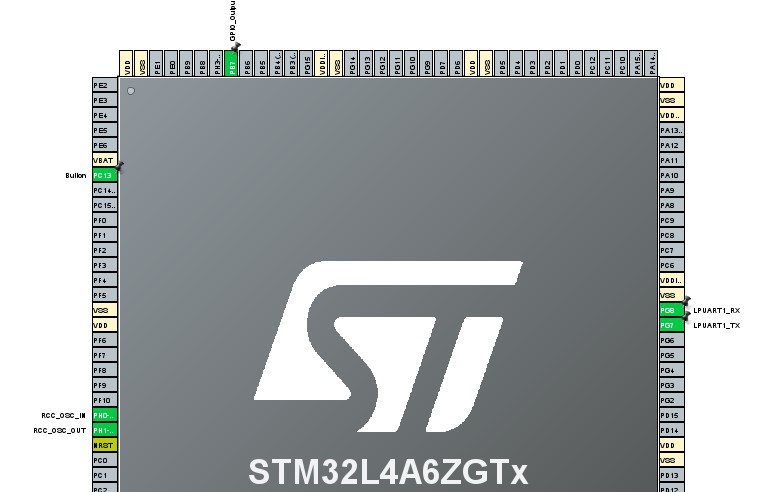 GPIO_Outpu
VDD VSS PE1 PE0 PB9 PB8 PH3-.. PB7 PB6 PB5 PB4(.. PB3(.. PG15 VDDI.. VSS PG14 PG13 PG12 PG11 PG10 PG9 PD7 PD6 VDD VSS PD5 PD4 PD3 PD2 PD1 PD0 PC12 PC11 PC10 PA15.. PA14..
PE2 VDD
PE3 VSS
PE4 VDD..
PE5 PA13..
PE6 PA12
VBAT PA11
Button PC13 PA10
PC14.. PA9
PC15.. PA8
PF0 PC9
PF1 PC8
PF2 PC7
PF3 PC6
PF4 VDDI..
PF5 VSS
VSS PG8 LPUART1_RX
VDD PG7 LPUART1_TX
PF6 PG6
PF7 PG5
PF8 PG4
PF9 PG3
PF10 PG2
RCC_OSC_IN PH0-.. PD15
RCC_OSC_OUT PH1-.. PD14
NRST VDD
PC0 VSS
ST
STM32L4A6ZGTx
PC1 PD13
PC2 PD12